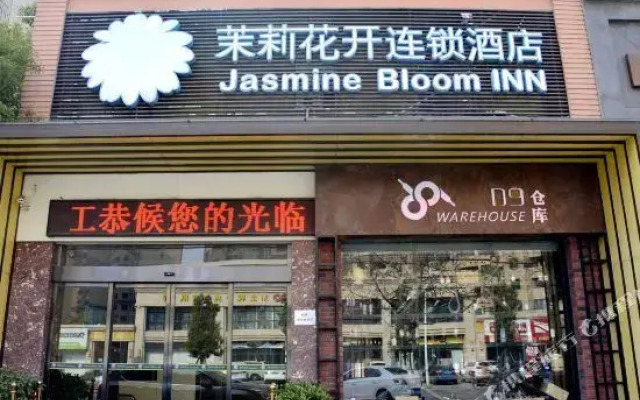 茉莉花开连锁酒店
Jasmine Bloom INN
工恭候您的光临
09 仓库
WAREHOUSE